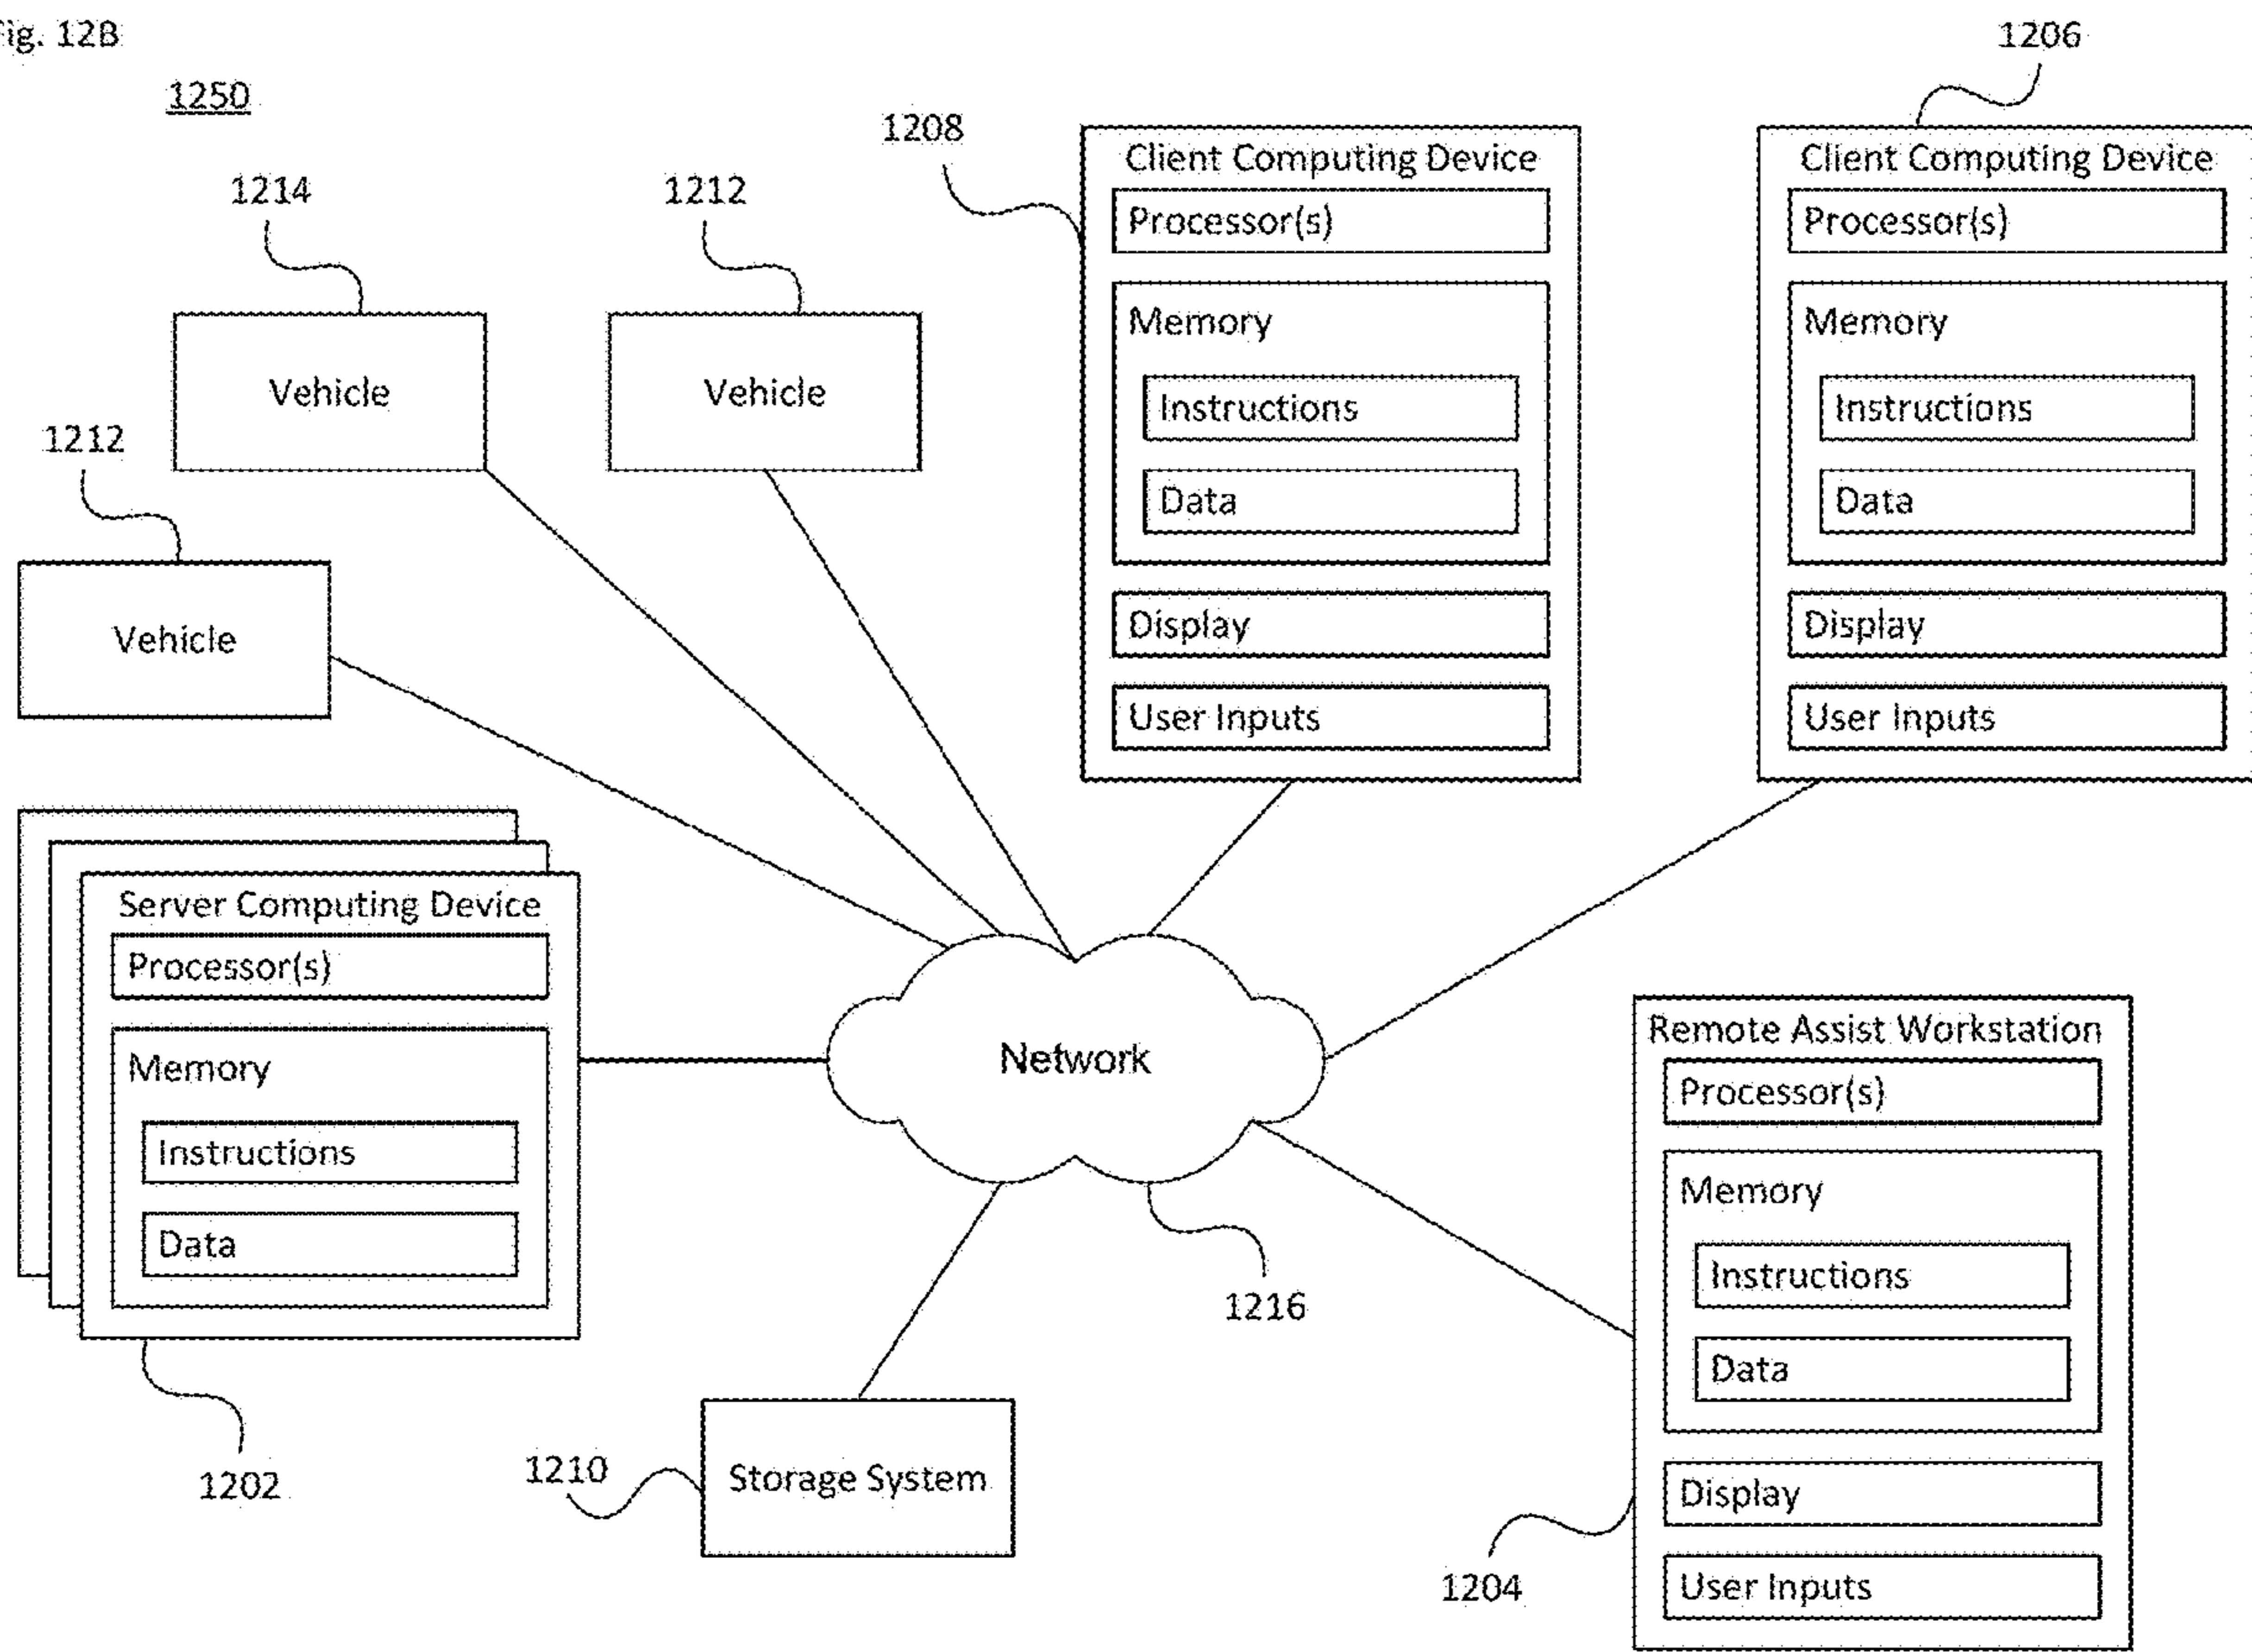 Fig. 12B
1250
1206
1208
1214
1212
1212
Vehicle
Vehicle
Vehicle
Client Computing Device
Processor(s)
Memory
Instructions
Data
Display
User Inputs
Client Computing Device
Processor(s)
Memory
Instructions
Data
Display
User Inputs
Server Computing Device
Processor(s)
Memory
Instructions
Data
1202
Network
1216
Storage System
1210
Remote Assist Workstation
Processor(s)
Memory
Instructions
Data
Display
User Inputs
1204